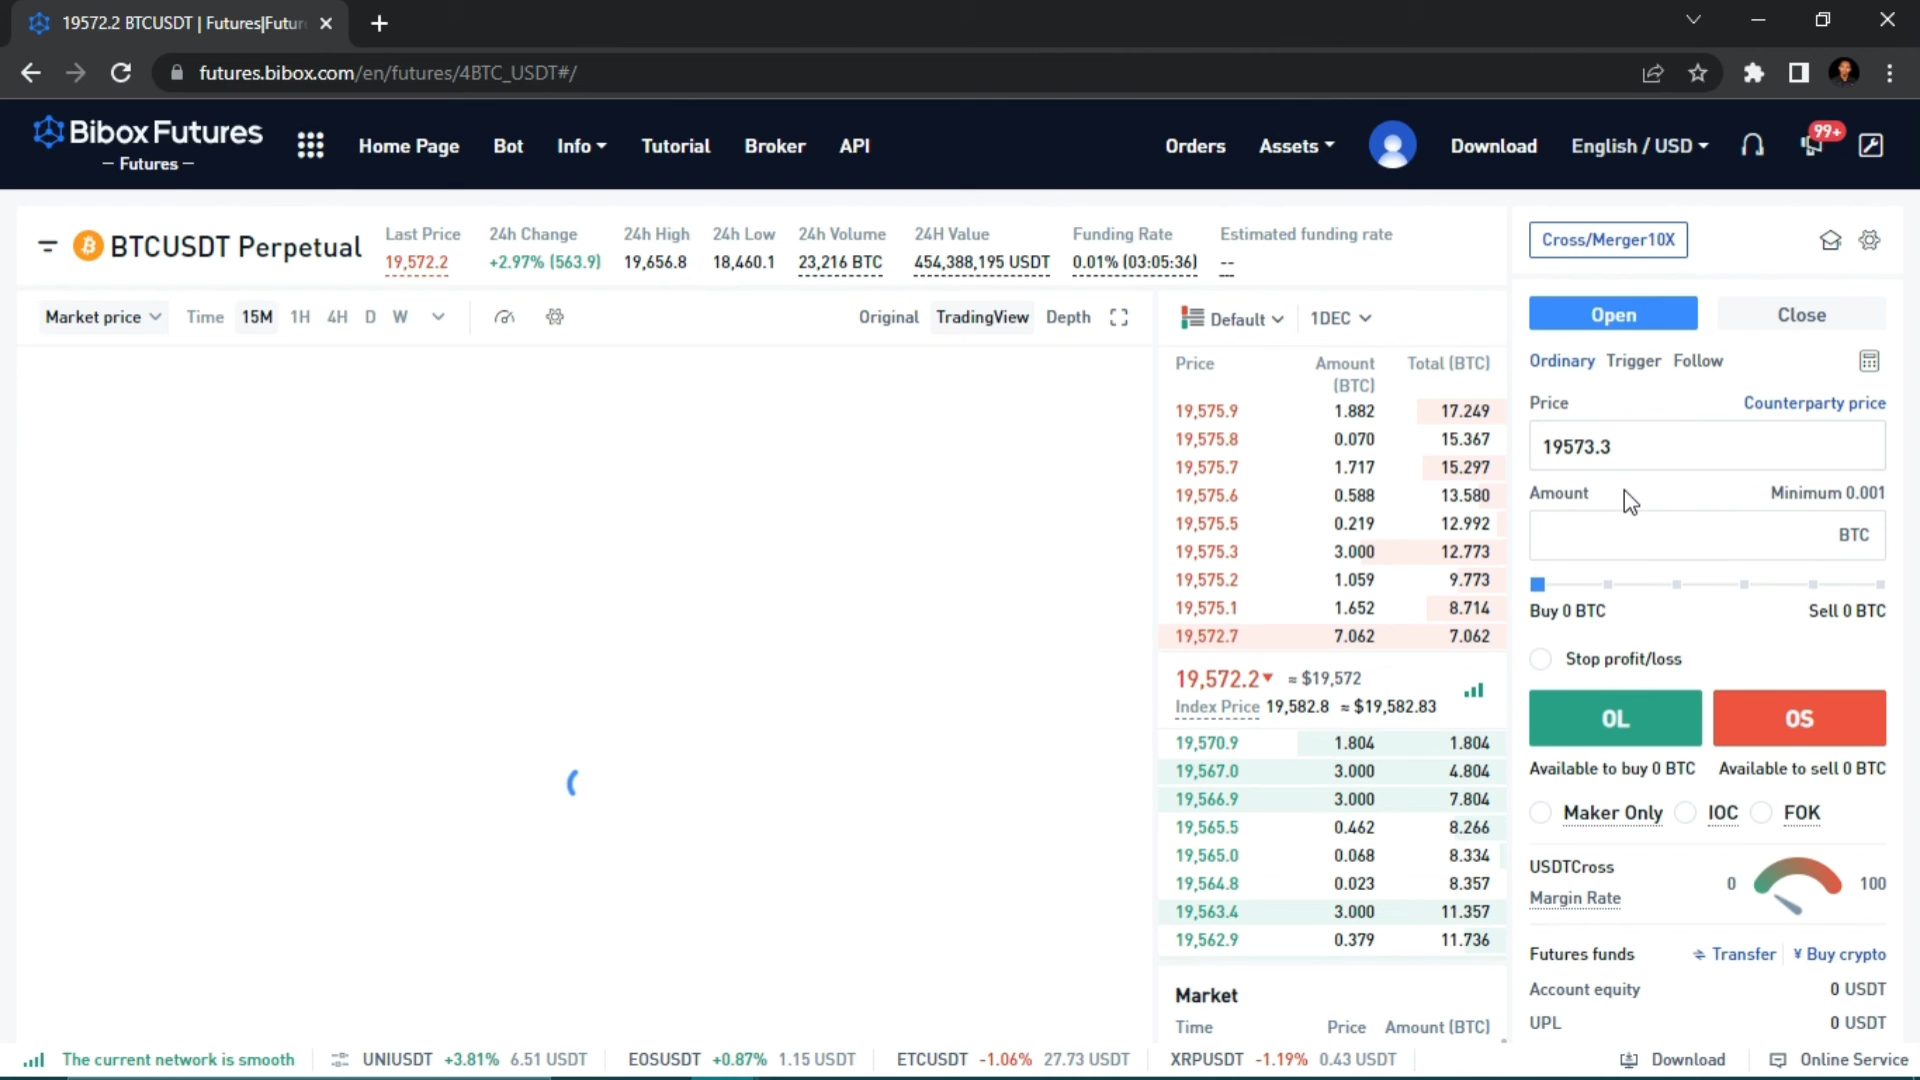 19572.2 BTCUSDT | Futures|Futur
futures.bibox.com/en/futures/4BTC_USDT#/
Bibox Futures
– Futures –
Home Page Bot Info Tutorial Broker API
Orders Assets Download English / USD 99+
BTCUSDT Perpetual
Last Price 24h Change 24h High 24h Low 24h Volume 24H Value Funding Rate Estimated funding rate
19,572.2 +2.97% (563.9) 19,656.8 18,460.1 23,216 BTC 454,388,195 USDT 0.01% (03:05:36) --
Market price Time 15M 1H 4H D W
Original TradingView Depth
Default 1DEC
Price Amount (BTC) Total (BTC)
19,575.9 1.882 17.249
19,575.8 0.070 15.367
19,575.7 1.717 15.297
19,575.6 0.588 13.580
19,575.5 0.219 12.992
19,575.3 3.000 12.773
19,575.2 1.059 9.773
19,575.1 1.652 8.714
19,572.7 7.062 7.062
19,572.2 ≈ $19,572
Index Price 19,582.8 ≈ $19,582.83
19,570.9 1.804 1.804
19,567.0 3.000 4.804
19,566.9 3.000 7.804
19,565.5 0.462 8.266
19,565.0 0.068 8.334
19,564.8 0.023 8.357
19,563.4 3.000 11.357
19,562.9 0.379 11.736
Market
Time Price Amount (BTC)
Cross/Merger10X
Open Close
Ordinary Trigger Follow
Price Counterparty price
19573.3
Amount Minimum 0.001
BTC
Buy 0 BTC Sell 0 BTC
Stop profit/loss
OL OS
Available to buy 0 BTC Available to sell 0 BTC
Maker Only IOC FOK
USDTCross
Margin Rate 0 100
Futures funds Transfer ¥ Buy crypto
Account equity 0 USDT
UPL 0 USDT
The current network is smooth UNIUSDT +3.81% 6.51 USDT EOSUSDT +0.87% 1.15 USDT ETCUSDT -1.06% 27.73 USDT XRPUSDT -1.19% 0.43 USDT Download Online Service